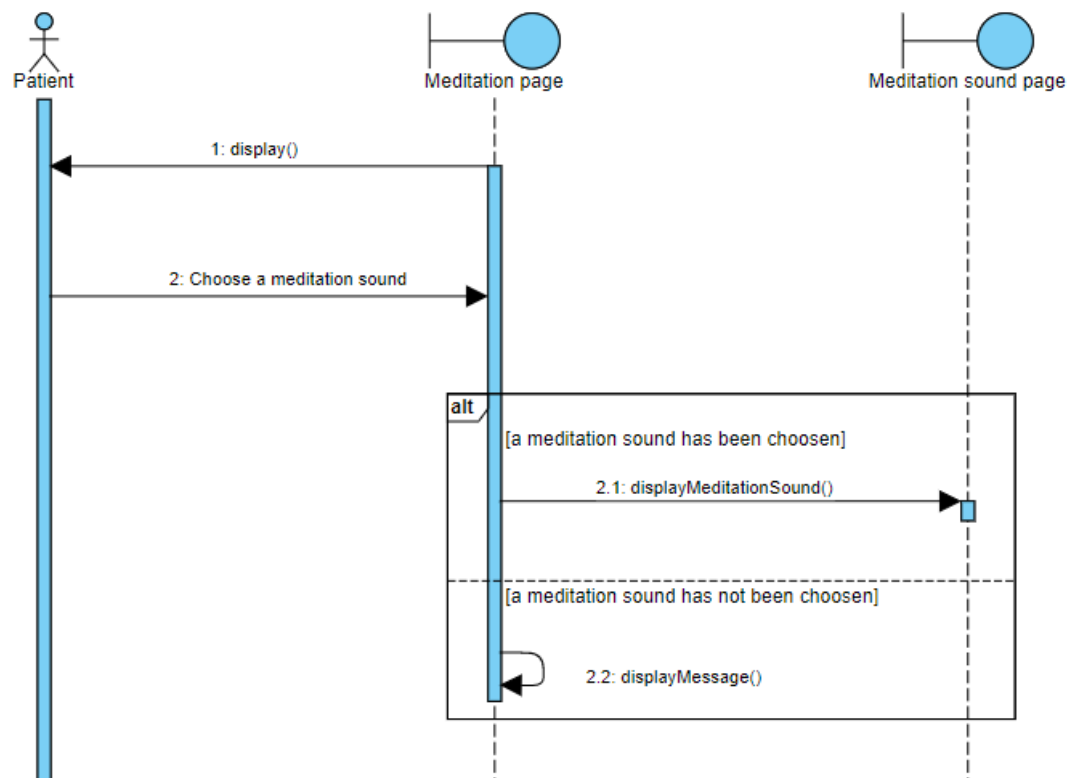 Patient
Meditation page
Meditation sound page
1: display()
2: Choose a meditation sound
alt
[a meditation sound has been choosen]
2.1: displayMeditationSound()
[a meditation sound has not been choosen]
2.2: displayMessage()